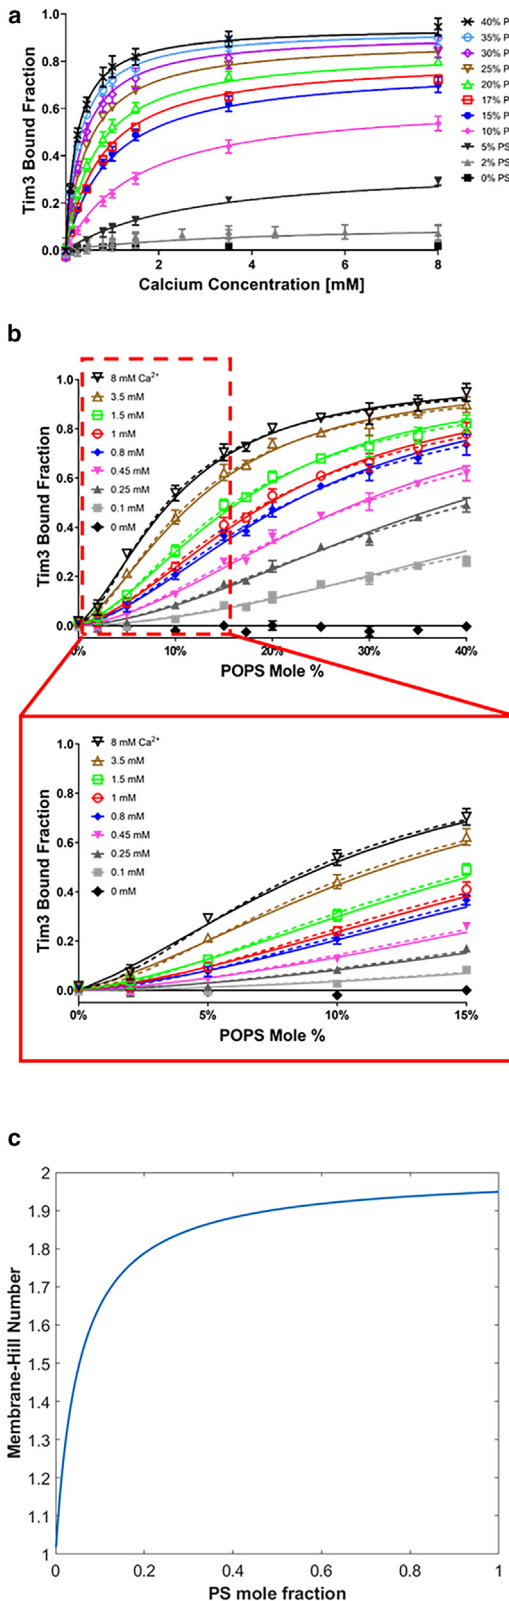 a
Tim3 Bound Fraction
1.0
0.8
0.6
0.4
0.2
0.0
2
4
6
8
Calcium Concentration [mM]
40% P
35% P
30% P
25% P
20% P
17% P
15% P
10% P
5% PS
2% PS
0% PS
b
Tim3 Bound Fraction
1.0
0.8
0.6
0.4
0.2
0.0
8 mM Ca²⁺
3.5 mM
1.5 mM
1 mM
0.8 mM
0.45 mM
0.25 mM
0.1 mM
0 mM
0%
10%
20%
30%
40%
POPS Mole %
Tim3 Bound Fraction
1.0
0.8
0.6
0.4
0.2
0.0
8 mM Ca²⁺
3.5 mM
1.5 mM
1 mM
0.8 mM
0.45 mM
0.25 mM
0.1 mM
0 mM
0%
5%
10%
15%
POPS Mole %
c
Membrane-Hill Number
2
1.9
1.8
1.7
1.6
1.5
1.4
1.3
1.2
1.1
1
0
0.2
0.4
0.6
0.8
1
PS mole fraction